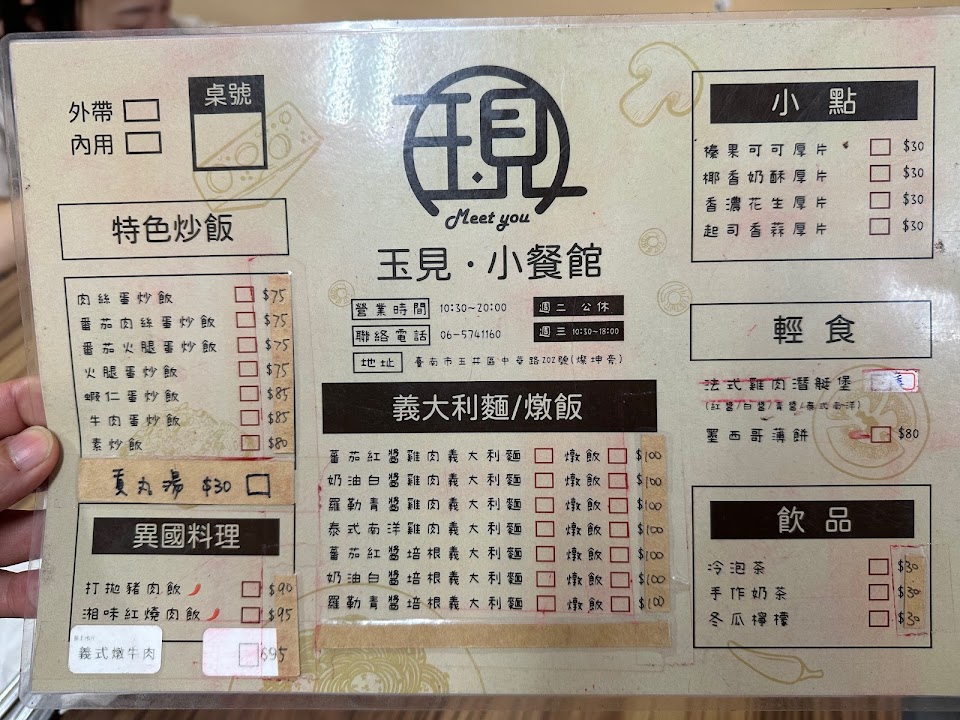 外帶
內用
桌號
玉見
Meet you
玉見·小餐館
營業時間 10:30~20:00 週二 公休
聯絡電話 06-5741160 週三 10:30~18:00
地址 臺南市玉井區中華路202號(燦坤旁)
特色炒飯
肉絲蛋炒飯 $75
番茄肉絲蛋炒飯 $75
番茄火腿蛋炒飯 $75
火腿蛋炒飯 $75
蝦仁蛋炒飯 $85
牛肉蛋炒飯 $85
素炒飯 $80
貢丸湯 $30
異國料理
打拋豬肉飯 $90
湘味紅燒肉飯 $95
義式燉牛肉 695
義大利麵/燉飯
蕃茄紅醬雞肉義大利麵 燉飯 $100
奶油白醬雞肉義大利麵 燉飯 $100
羅勒青醬雞肉義大利麵 燉飯 $100
泰式南洋雞肉義大利麵 燉飯 $100
蕃茄紅醬培根義大利麵 燉飯 $100
奶油白醬培根義大利麵 燉飯 $100
羅勒青醬培根義大利麵 燉飯 $100
小點
榛果可可厚片 $30
椰香奶酥厚片 $30
香濃花生厚片 $30
起司香蒜厚片 $30
輕食
法式雞肉潛艇堡
(紅醬/白醬/青醬/泰式南洋)
墨西哥薄餅 $80
飲品
冷泡茶 $30
手作奶茶 $30
冬瓜檸檬 $30